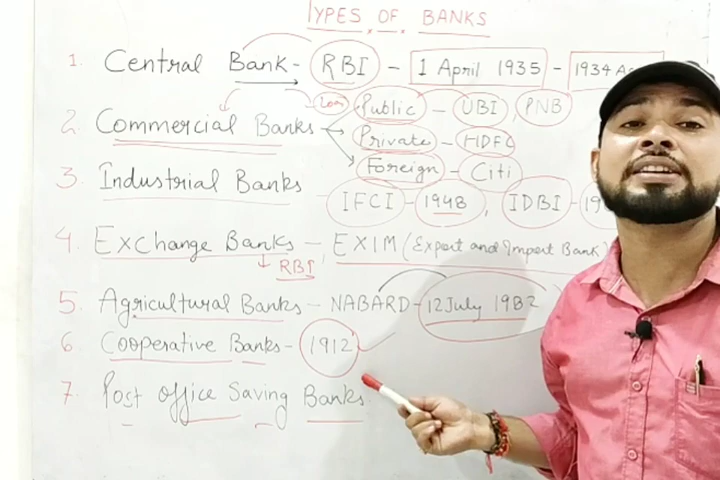 TYPES OF BANKS
1. Central Bank - RBI - 1 April 1935 - 1934
2. Commercial Banks Loan Public - UBI, PNB
Private - HDFC
Foreign - Citi
3. Industrial Banks
IFCI - 1948, IDBI - 19
4. Exchange Banks - EXIM (Export and Import Bank)
↓ RBI
5. Agricultural Banks - NABARD - 12 July 1982
6 Cooperative Banks - 1912
7. Post office Saving Banks.